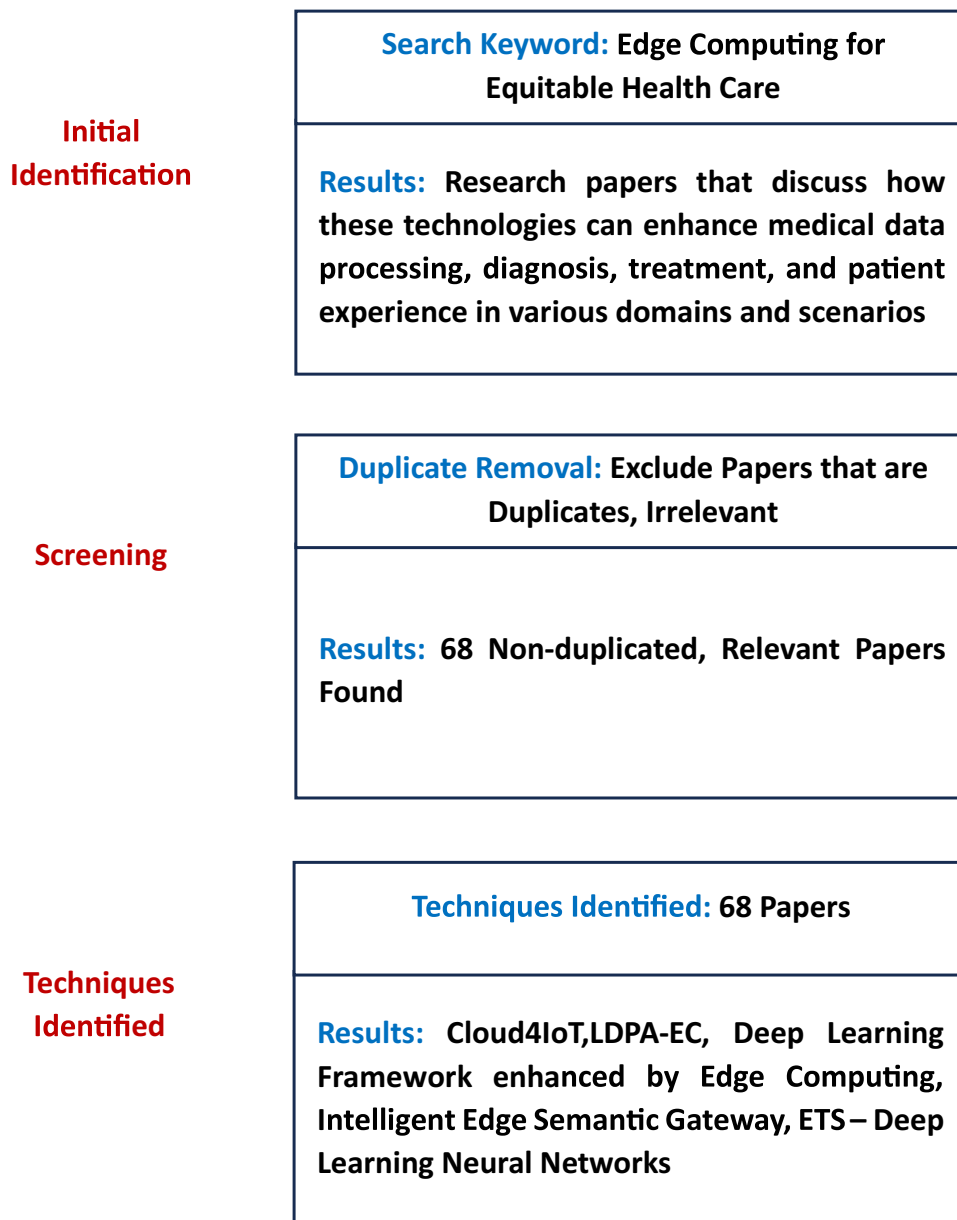 Initial
Identification
Search Keyword: Edge Computing for
Equitable Health Care
Results: Research papers that discuss how
these technologies can enhance medical data
processing, diagnosis, treatment, and patient
experience in various domains and scenarios
Screening
Duplicate Removal: Exclude Papers that are
Duplicates, Irrelevant
Results: 68 Non-duplicated, Relevant Papers
Found
Techniques
Identified
Techniques Identified: 68 Papers
Results: Cloud4IoT,LDPA-EC, Deep Learning
Framework enhanced by Edge Computing,
Intelligent Edge Semantic Gateway, ETS – Deep
Learning Neural Networks